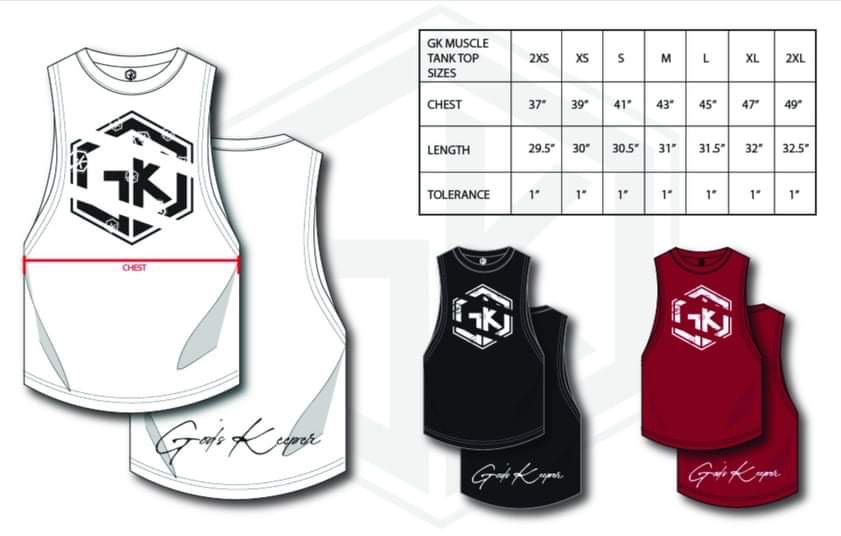 GK MUSCLE TANK TOP SIZES 2XS XS S M L XL 2XL
CHEST 37" 39" 41" 43" 45" 47" 49"
LENGTH 29.5" 30" 30.5" 31" 31.5" 32" 32.5"
TOLERANCE 1" 1" 1" 1" 1" 1" 1"
GK
CHEST
God's Keeper
GK
God's Keeper
GK
God's Keeper